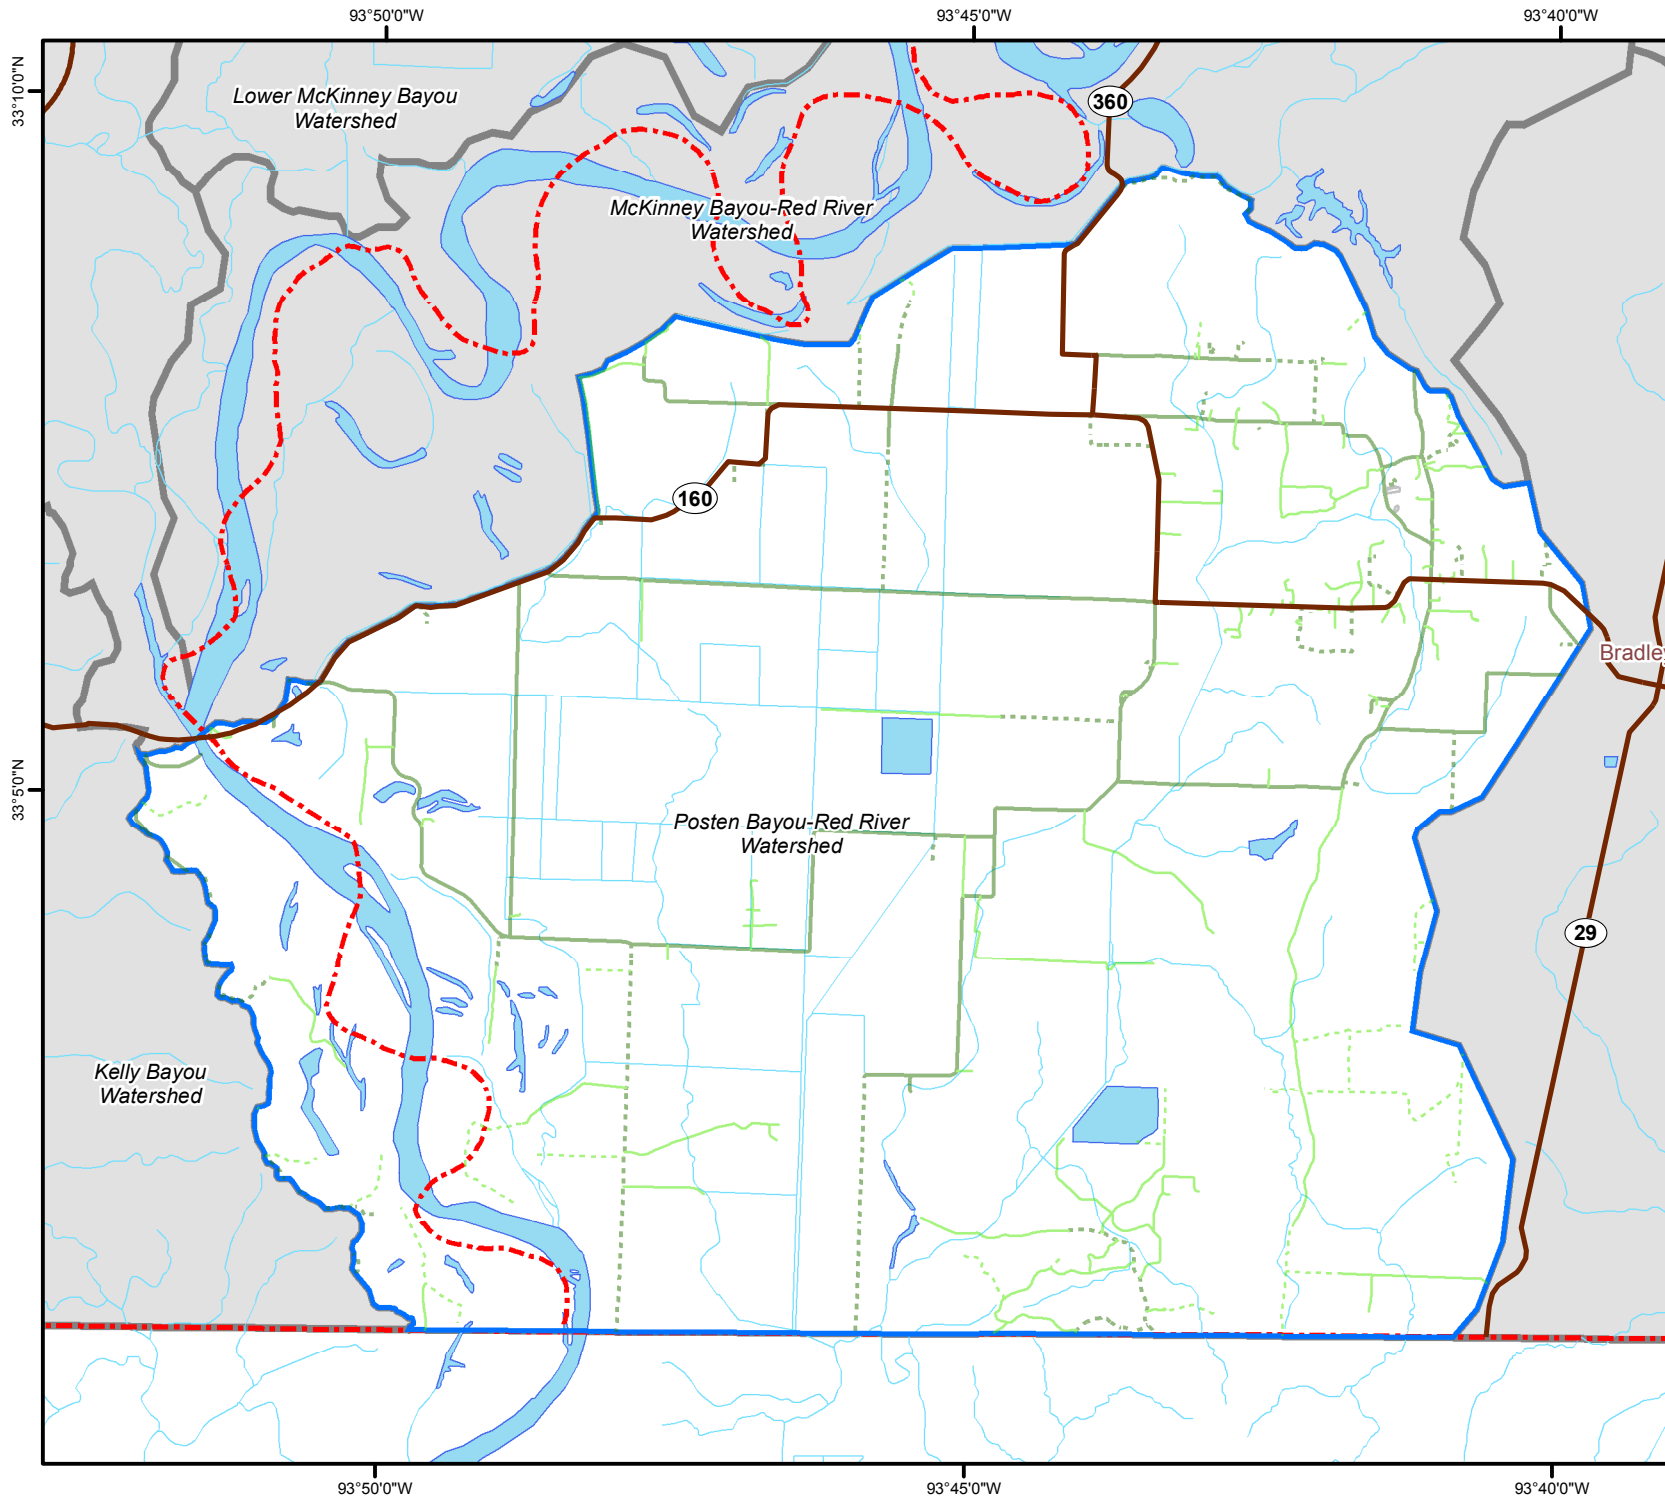 93°50'0"W
93°45'0"W
93°40'0"W
33°10'0"N
Lower McKinney Bayou
Watershed
360
McKinney Bayou-Red River
Watershed
160
Bradley
33°5'0"N
Posten Bayou-Red River
Watershed
29
Kelly Bayou
Watershed
93°50'0"W
93°45'0"W
93°40'0"W